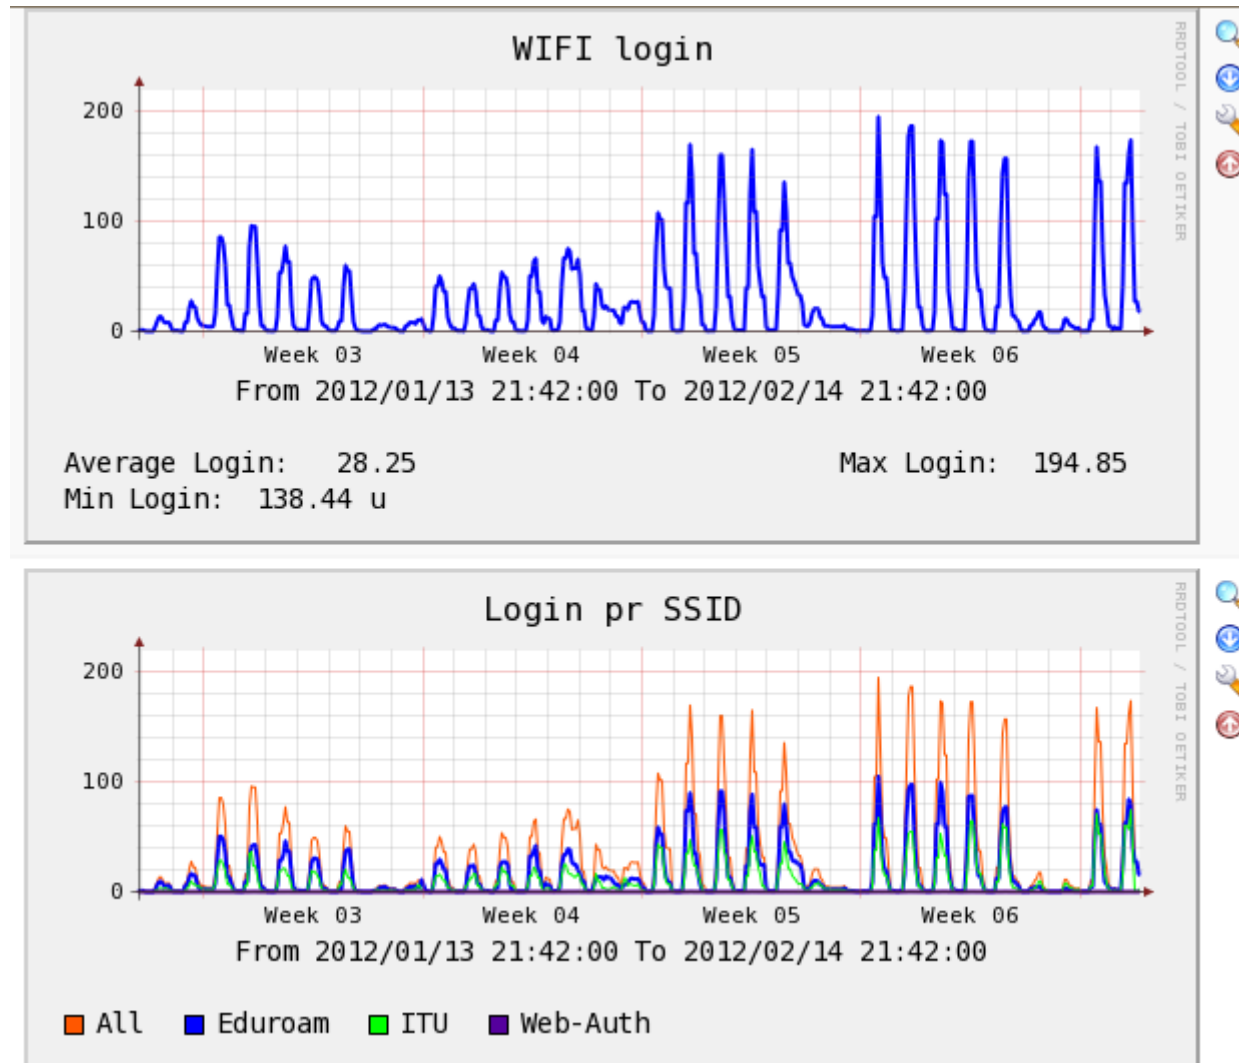 WIFI login
RRDTOOL / TOBI OETIKER
200
100
0
Week 03 Week 04 Week 05 Week 06
From 2012/01/13 21:42:00 To 2012/02/14 21:42:00
Average Login: 28.25 Max Login: 194.85
Min Login: 138.44 u
Login pr SSID
RRDTOOL / TOBI OETIKER
200
100
0
Week 03 Week 04 Week 05 Week 06
From 2012/01/13 21:42:00 To 2012/02/14 21:42:00
All Eduroam ITU Web-Auth